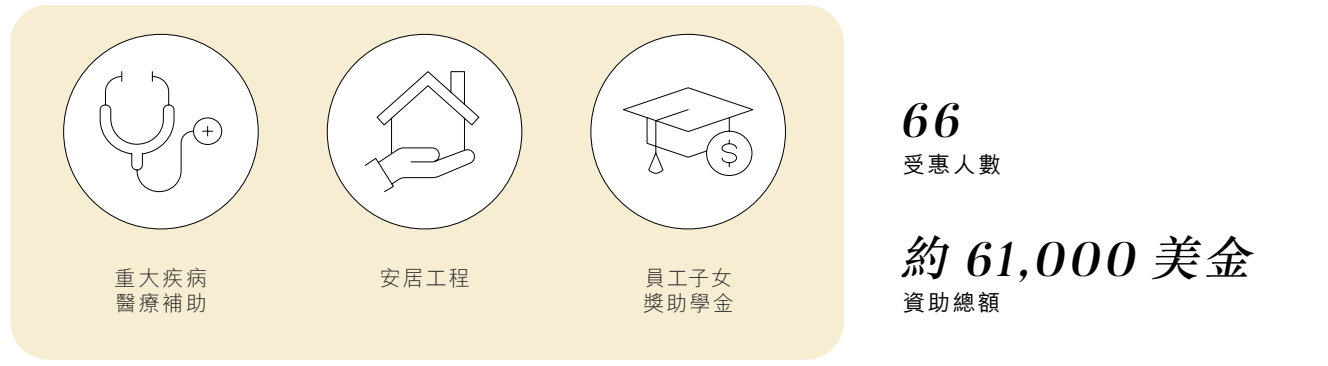 重大疾病
醫療補助
安居工程
員工子女
獎助學金
66
受惠人數
約 61,000 美金
資助總額